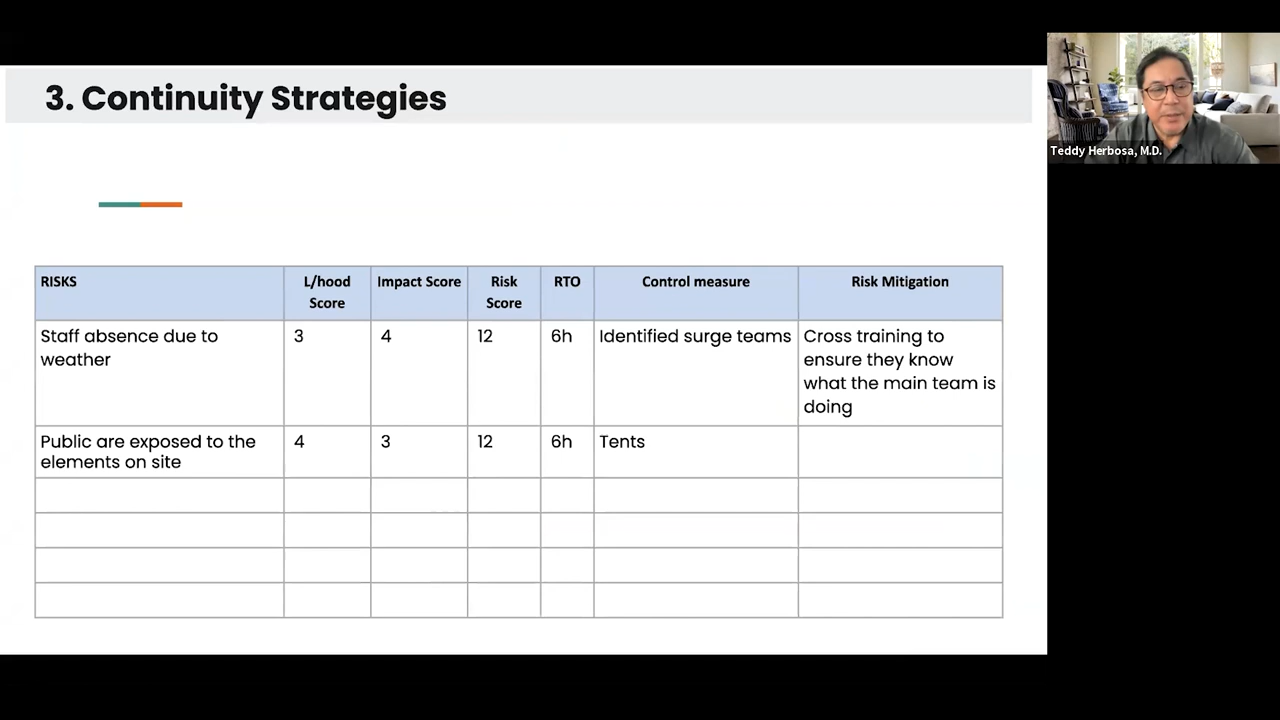 3. Continuity Strategies
Teddy Herbosa, M.D.
RISKS
L/hood
Score
Impact Score
Risk
Score
RTO
Control measure
Risk Mitigation
Staff absence due to
weather
3
4
12
6h
Identified surge teams
Cross training to
ensure they know
what the main team is
doing
Public are exposed to the
elements on site
4
3
12
6h
Tents